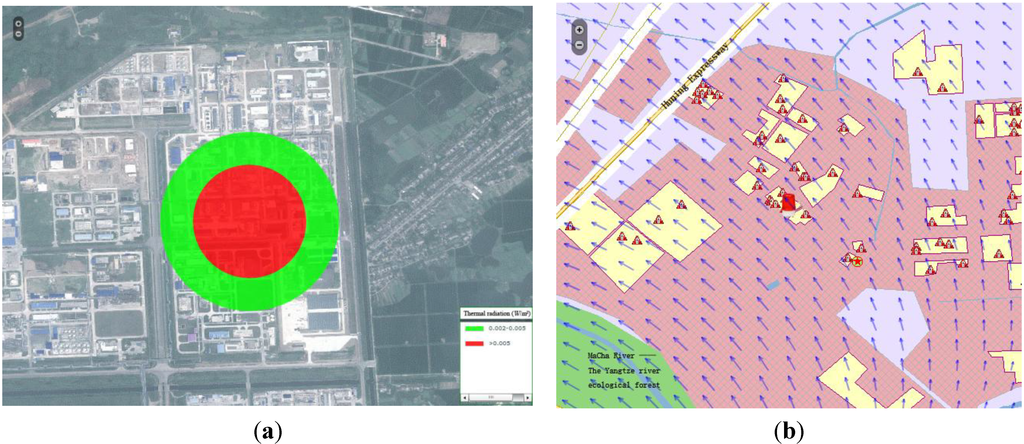 Thermal radiation (W/m²)
0.002-0.005
>0.005
(a)
Huning Expressway
MaCha River
The Yangtze river
ecological forest
(b)